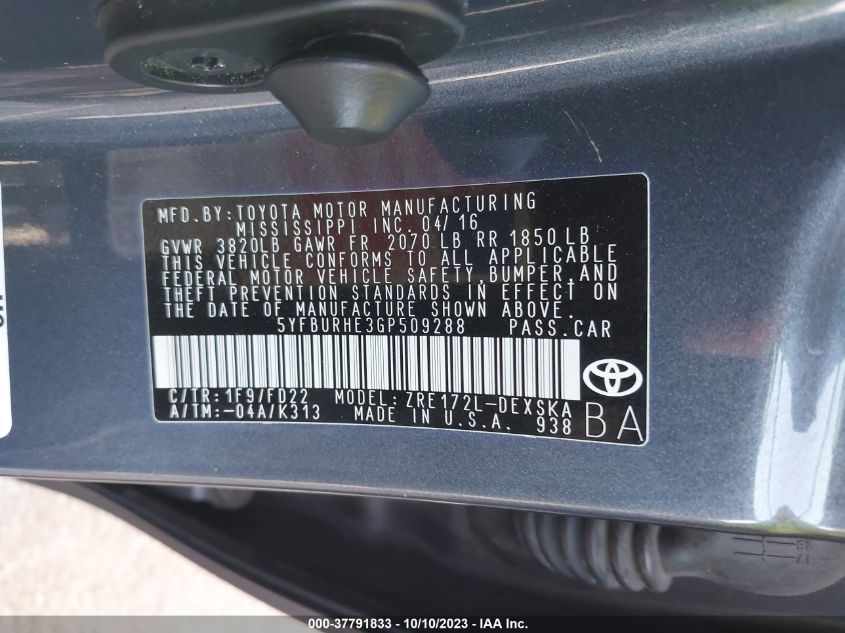 MFD. BY: TOYOTA MOTOR MANUFACTURING
MISSISSIPPI INC. 04/16
GVWR 3820LB GAWR FR 2070 LB RR 1850 LB
THIS VEHICLE CONFORMS TO ALL APPLICABLE
FEDERAL MOTOR VEHICLE SAFETY, BUMPER, AND
THEFT PREVENTION STANDARDS IN EFFECT ON
THE DATE OF MANUFACTURE SHOWN ABOVE.
5YFBURHE3GP509288 PASS. CAR
C/TR: 1F9/FD22 MODEL: ZRE172L-DEXSKA
A/TM: -04A/K313 MADE IN U.S.A. 938
BA
000-37791833 - 10/10/2023 - IAA Inc.